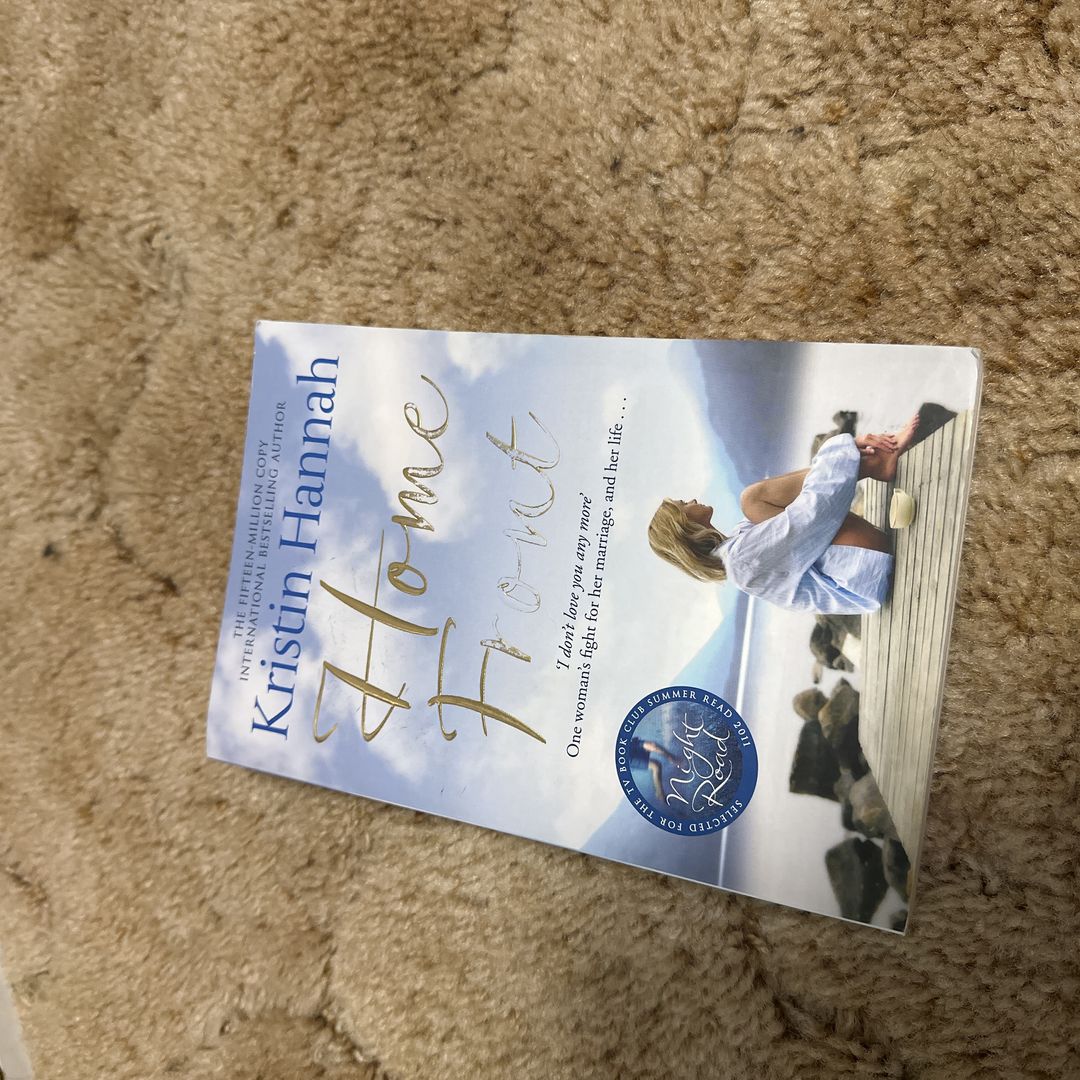 THE FIFTEEN-MILLION COPY
INTERNATIONAL BESTSELLING AUTHOR
Kristin Hannah
Home
Front
'I don't love you any more'
One woman's fight for her marriage, and her life . . .
SELECTED FOR THE TV BOOK CLUB SUMMER READ 2011
Night
Road